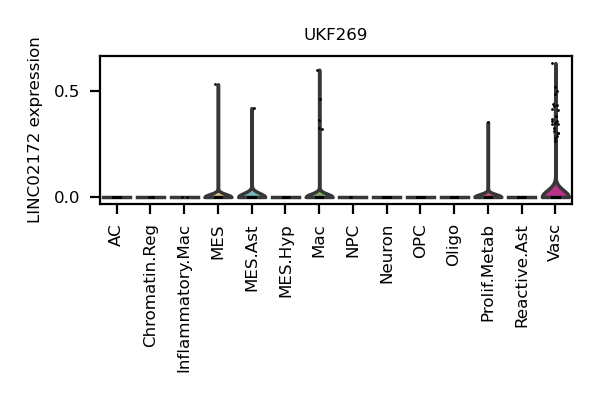 UKF269
LINC02172 expression
0.5
0.0
AC
Chromatin.Reg
Inflammatory.Mac
MES
MES.Ast
MES.Hyp
Mac
NPC
Neuron
OPC
Oligo
Prolif.Metab
Reactive.Ast
Vasc